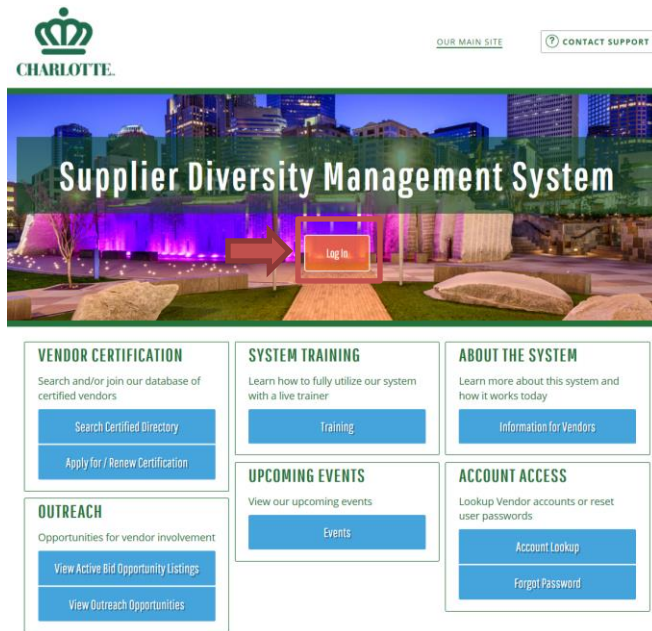 CHARLOTTE.
OUR MAIN SITE
? CONTACT SUPPORT
Supplier Diversity Management System
Log In
VENDOR CERTIFICATION
Search and/or join our database of
certified vendors
Search Certified Directory
Apply for / Renew Certification
OUTREACH
Opportunities for vendor involvement
View Active Bid Opportunity Listings
View Outreach Opportunities
SYSTEM TRAINING
Learn how to fully utilize our system
with a live trainer
Training
UPCOMING EVENTS
View our upcoming events
Events
ABOUT THE SYSTEM
Learn more about this system and
how it works today
Information for Vendors
ACCOUNT ACCESS
Lookup Vendor accounts or reset
user passwords
Account Lookup
Forgot Password